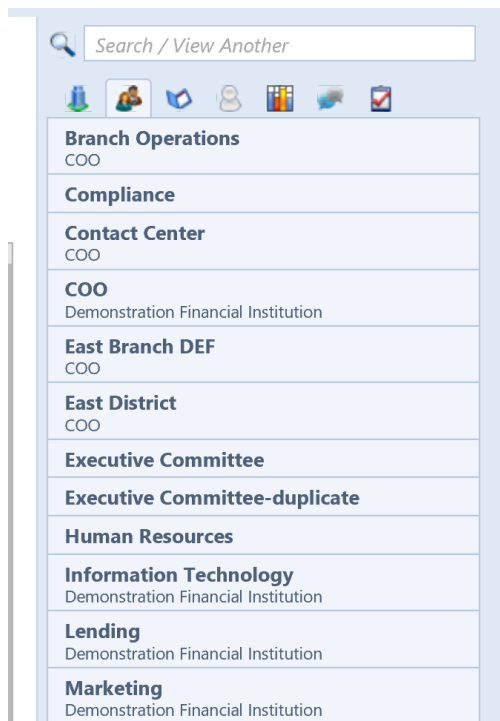 Search / View Another
Branch Operations
COO
Compliance
Contact Center
COO
COO
Demonstration Financial Institution
East Branch DEF
COO
East District
COO
Executive Committee
Executive Committee-duplicate
Human Resources
Information Technology
Demonstration Financial Institution
Lending
Demonstration Financial Institution
Marketing
Demonstration Financial Institution